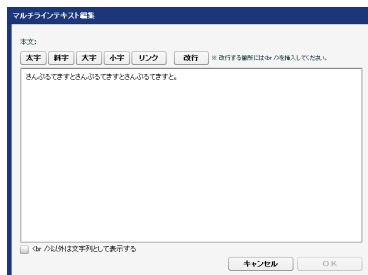 マルチラインテキスト編集
本文:
太字 斜字 大字 小字 リンク 改行 ※ 改行する箇所には<br />を挿入してください。
さんぷるてきすとさんぷるてきすとさんぷるてきすと。
<br />以外は文字列として表示する
キャンセル OK